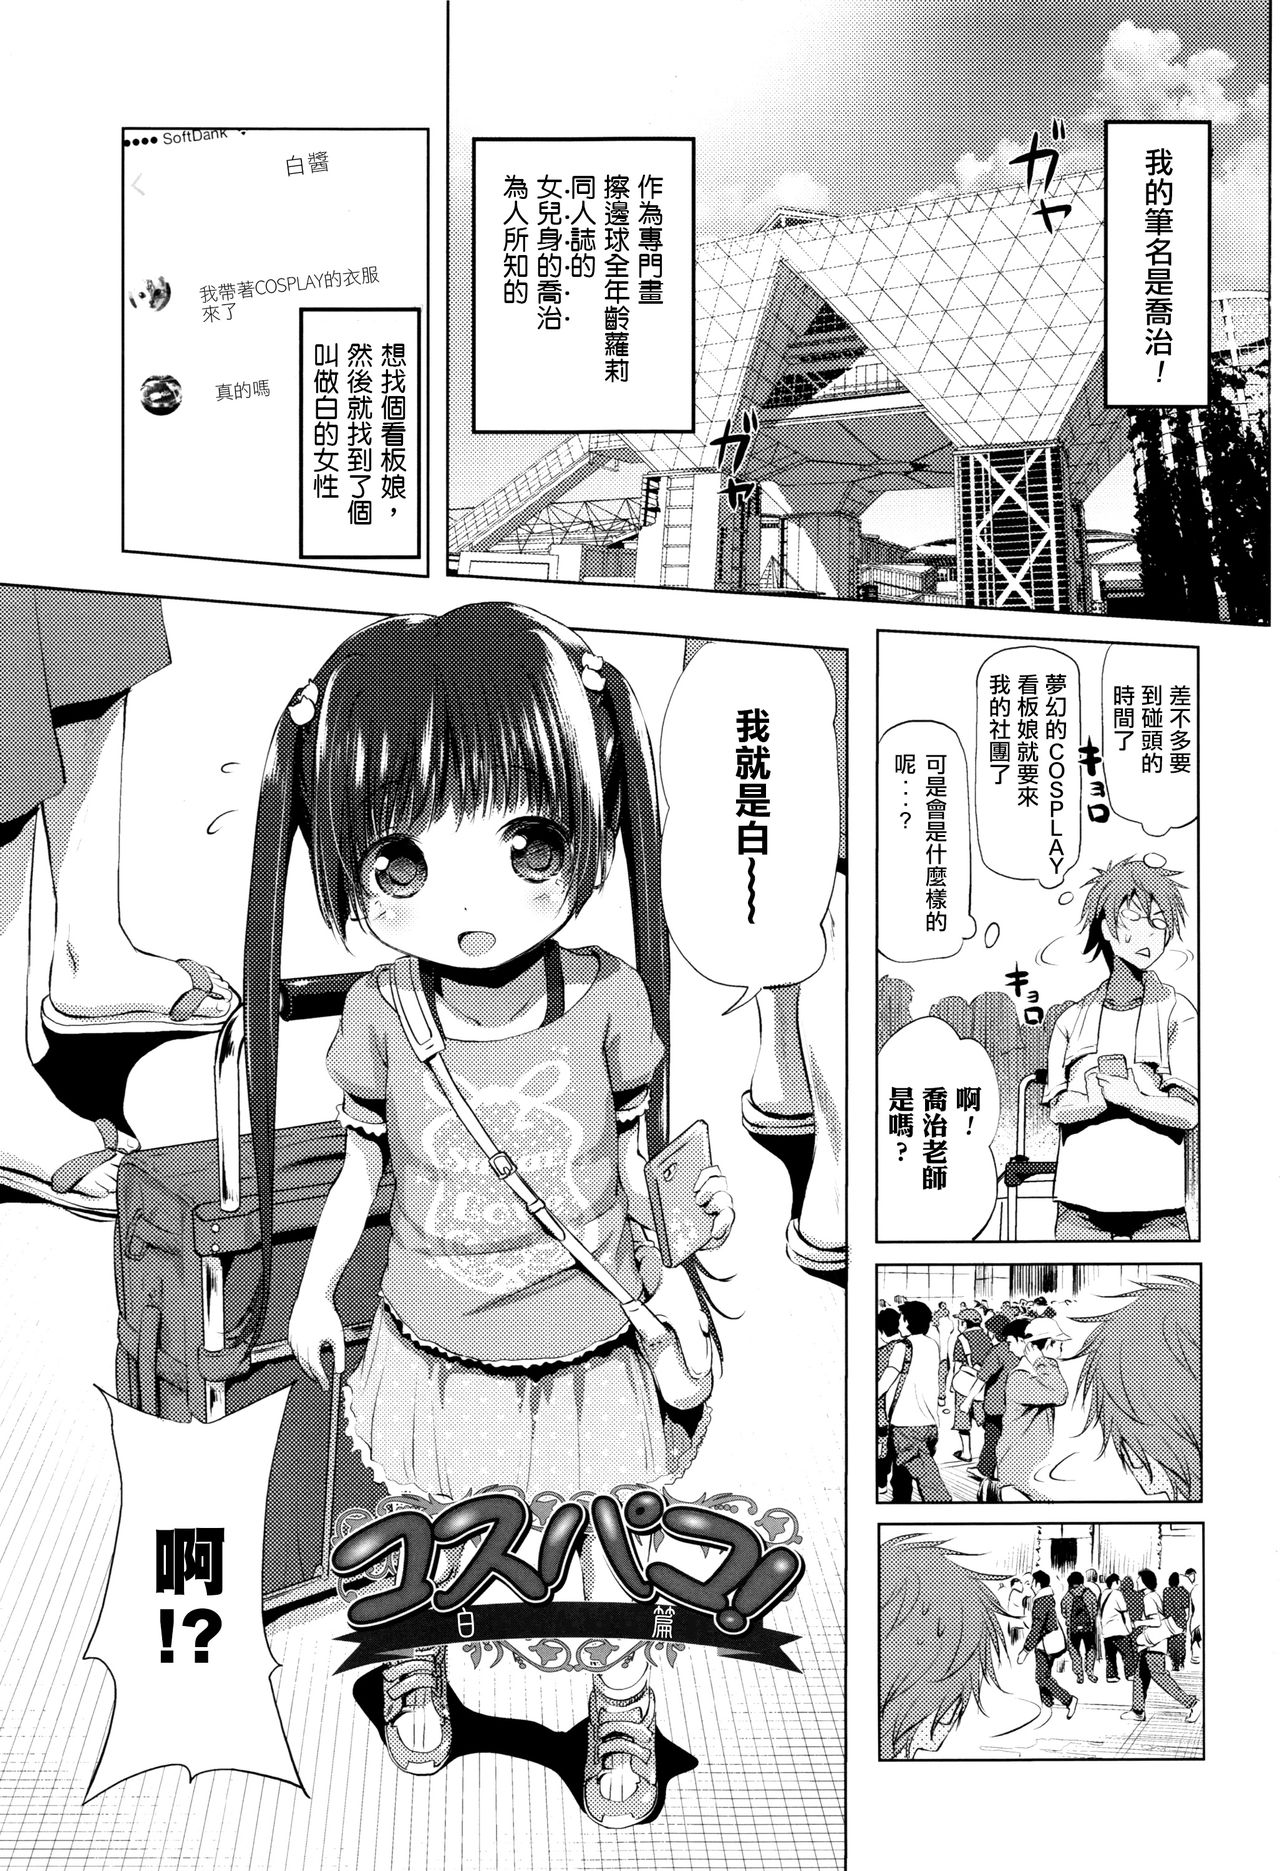 我的筆名是喬治！
ガヤ
ガヤ
作為專門畫
擦邊球全年齡蘿莉
同人誌的
女兒身的喬治
為人所知的
SoftDank
白醬
我帶著COSPLAY的衣服
來了
真的嗎
想找個看板娘，
然後就找到了個
叫做白的女性
差不多要
到碰頭的
時間了
夢幻的COSPLAY
看板娘就要來
我的社團了
可是會是什麼樣的
呢…？
キョロ
キョロ
啊！
喬治老師
是嗎？
我就是白～～
Love
啊!?
コスパコ!
白 篇